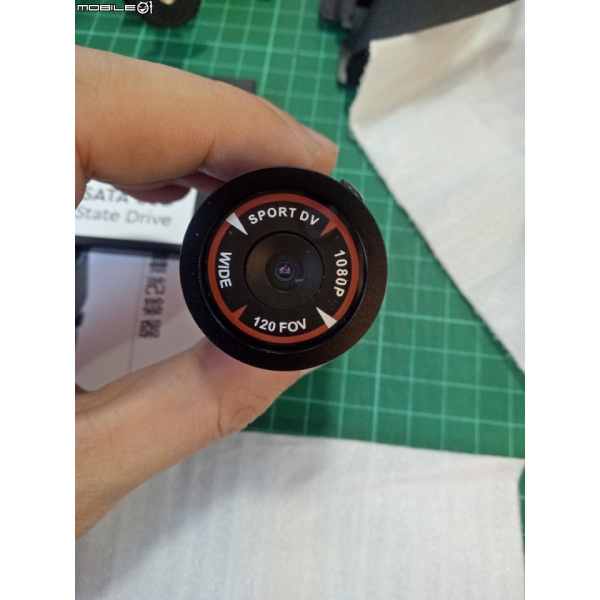 MOBILE01
SPORT DV
1080P
120 FOV
WIDE
SATA
State Drive